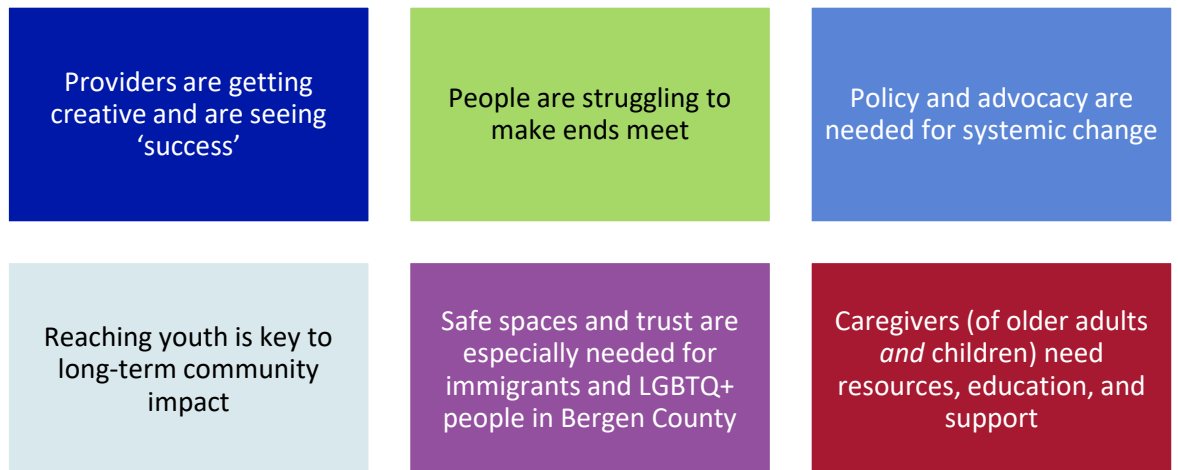 Providers are getting
creative and are seeing
‘success’
People are struggling to
make ends meet
Policy and advocacy are
needed for systemic change
Reaching youth is key to
long-term community
impact
Safe spaces and trust are
especially needed for
immigrants and LGBTQ+
people in Bergen County
Caregivers (of older adults
and children) need
resources, education, and
support